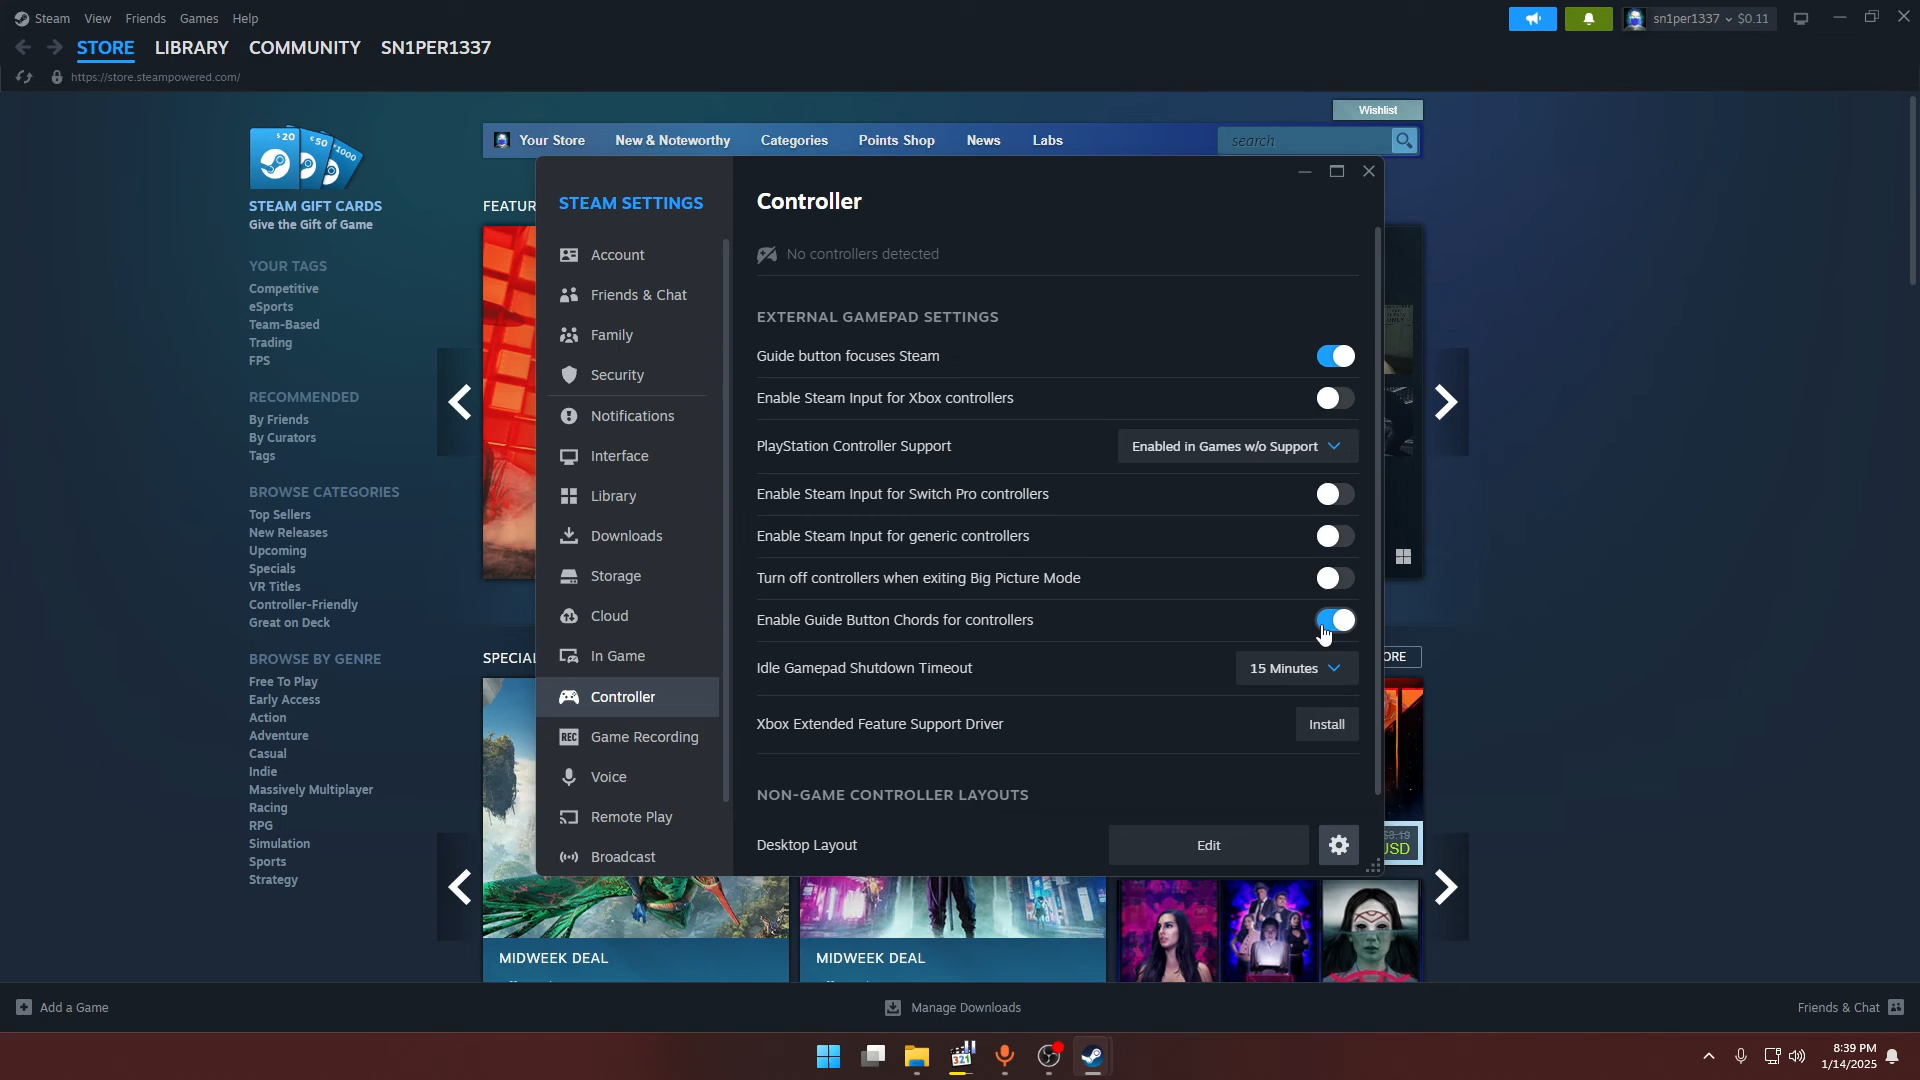 Steam View Friends Games Help
sn1per1337 $0.11
STORE LIBRARY COMMUNITY SN1PER1337
https://store.steampowered.com/
Wishlist
Your Store New & Noteworthy Categories Points Shop News Labs search
$20 €50 ¥1000
STEAM GIFT CARDS
Give the Gift of Game
YOUR TAGS
Competitive
eSports
Team-Based
Trading
FPS
RECOMMENDED
By Friends
By Curators
Tags
BROWSE CATEGORIES
Top Sellers
New Releases
Upcoming
Specials
VR Titles
Controller-Friendly
Great on Deck
BROWSE BY GENRE
Free To Play
Early Access
Action
Adventure
Casual
Indie
Massively Multiplayer
Racing
RPG
Simulation
Sports
Strategy
FEATUR
SPECIAL
STEAM SETTINGS
Account
Friends & Chat
Family
Security
Notifications
Interface
Library
Downloads
Storage
Cloud
In Game
Controller
REC Game Recording
Voice
Remote Play
Broadcast
Controller
No controllers detected
EXTERNAL GAMEPAD SETTINGS
Guide button focuses Steam
Enable Steam Input for Xbox controllers
PlayStation Controller Support Enabled in Games w/o Support
Enable Steam Input for Switch Pro controllers
Enable Steam Input for generic controllers
Turn off controllers when exiting Big Picture Mode
Enable Guide Button Chords for controllers
Idle Gamepad Shutdown Timeout 15 Minutes
Xbox Extended Feature Support Driver Install
NON-GAME CONTROLLER LAYOUTS
Desktop Layout Edit
ORE
USD
MIDWEEK DEAL
MIDWEEK DEAL
Add a Game Manage Downloads Friends & Chat
321
8:39 PM
1/14/2025